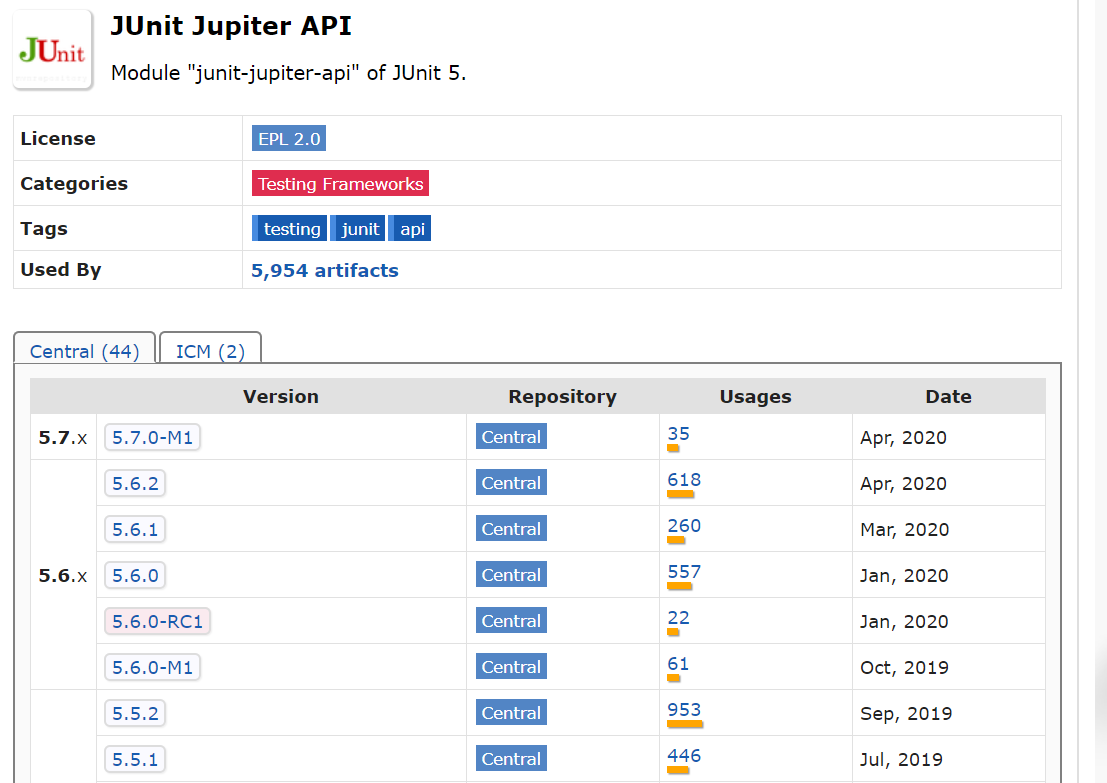 JUnit
JUnit Jupiter API
Module "junit-jupiter-api" of JUnit 5.
License EPL 2.0
Categories Testing Frameworks
Tags testing junit api
Used By 5,954 artifacts
Central (44) ICM (2)
Version Repository Usages Date
5.7.x 5.7.0-M1 Central 35 Apr, 2020
5.6.2 Central 618 Apr, 2020
5.6.1 Central 260 Mar, 2020
5.6.x 5.6.0 Central 557 Jan, 2020
5.6.0-RC1 Central 22 Jan, 2020
5.6.0-M1 Central 61 Oct, 2019
5.5.2 Central 953 Sep, 2019
5.5.1 Central 446 Jul, 2019